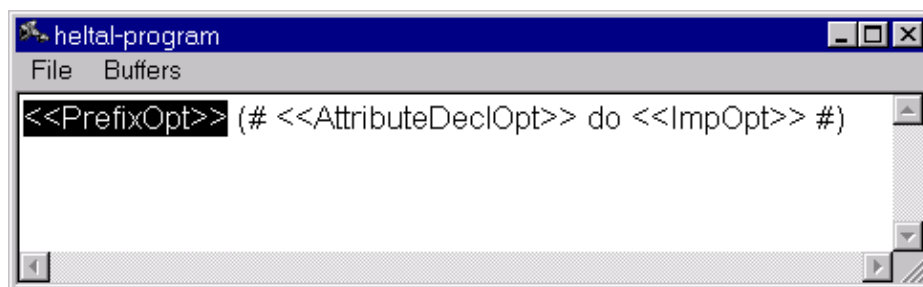 heltal-program
File Buffers
<<PrefixOpt>> (# <<AttributeDeclOpt>> do <<ImpOpt>> #)